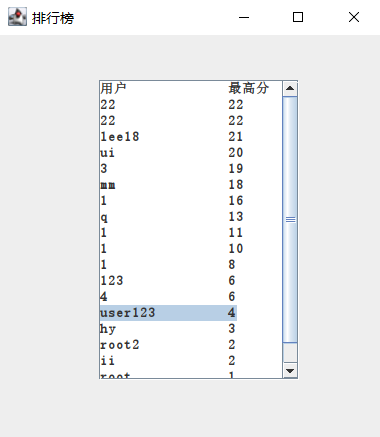 排行榜
用户 最高分
22 22
22 22
lee18 21
ui 20
3 19
mm 18
1 16
q 13
1 11
1 10
1 8
123 6
4 6
user123 4
hy 3
root2 2
ii 2
root 1